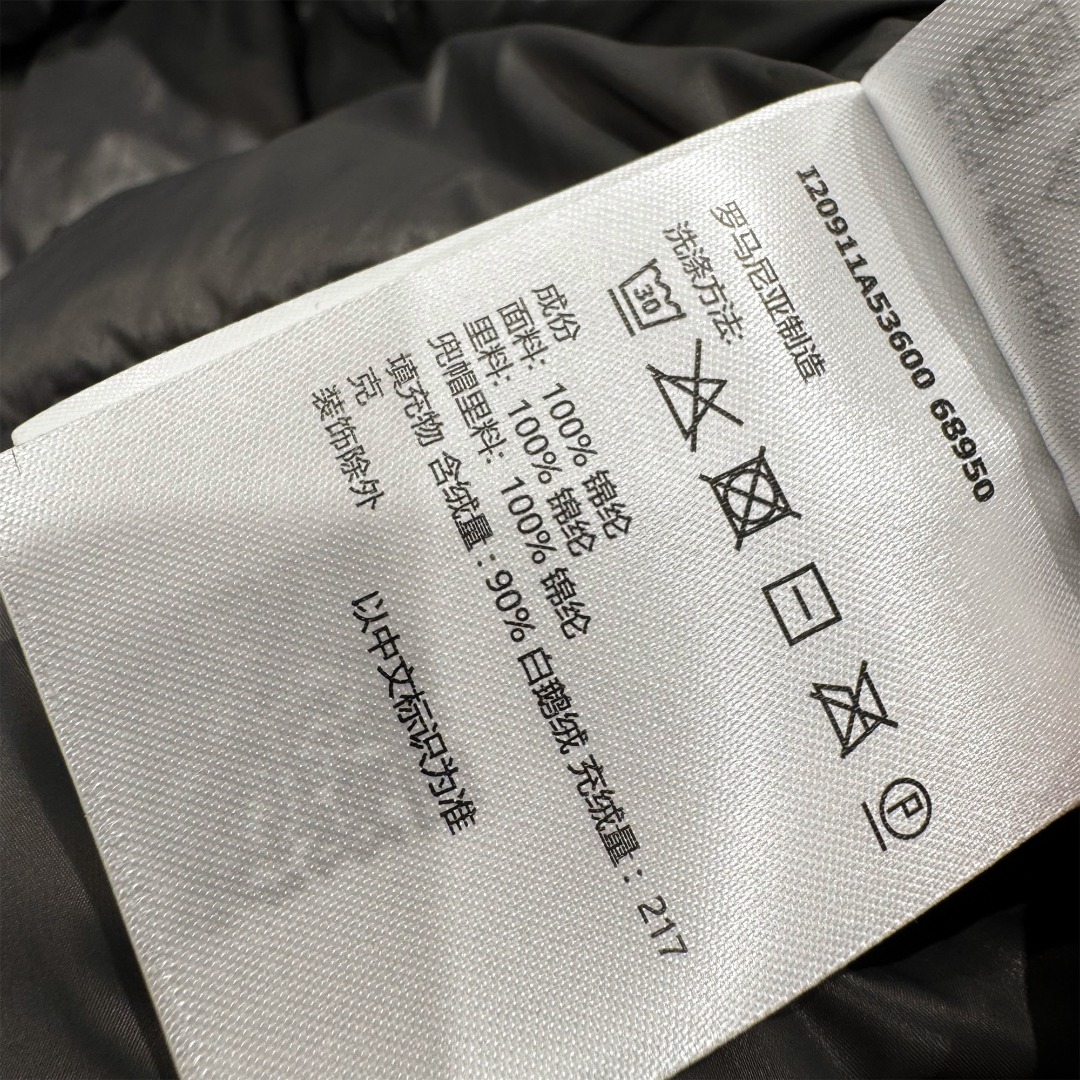 I20911A53600 68950
罗马尼亚制造
洗涤方法:
30
P
成份
面料: 100% 锦纶
里料: 100% 锦纶
兜帽里料: 100% 锦纶
填充物 含绒量:90% 白鹅绒 充绒量:217
克
装饰除外
以中文标识为准